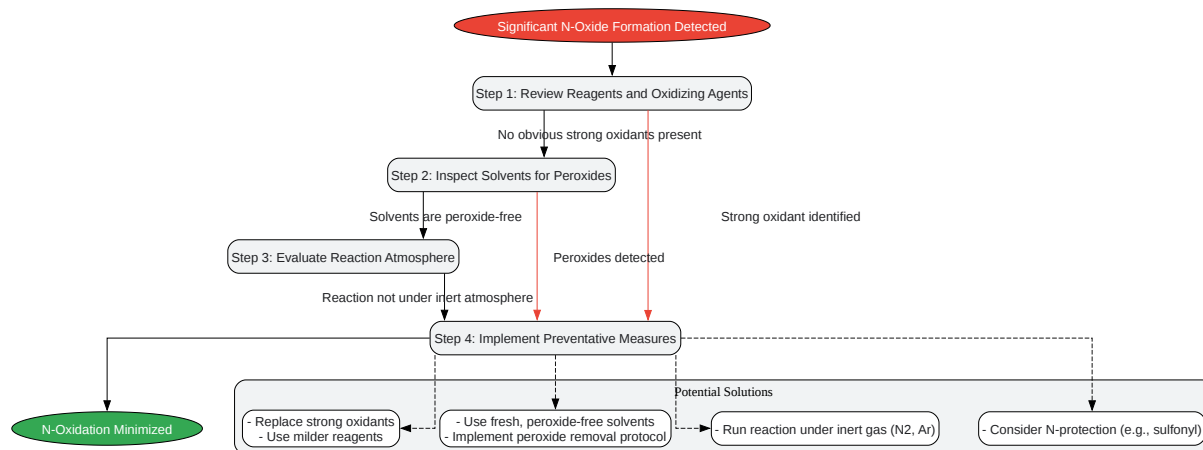 Significant N-Oxide Formation Detected
Step 1: Review Reagents and Oxidizing Agents
No obvious strong oxidants present
Step 2: Inspect Solvents for Peroxides
Solvents are peroxide-free
Strong oxidant identified
Step 3: Evaluate Reaction Atmosphere
Peroxides detected
Reaction not under inert atmosphere
Step 4: Implement Preventative Measures
Potential Solutions
N-Oxidation Minimized
- Replace strong oxidants
- Use milder reagents
- Use fresh, peroxide-free solvents
- Implement peroxide removal protocol
- Run reaction under inert gas (N2, Ar)
- Consider N-protection (e.g., sulfonyl)